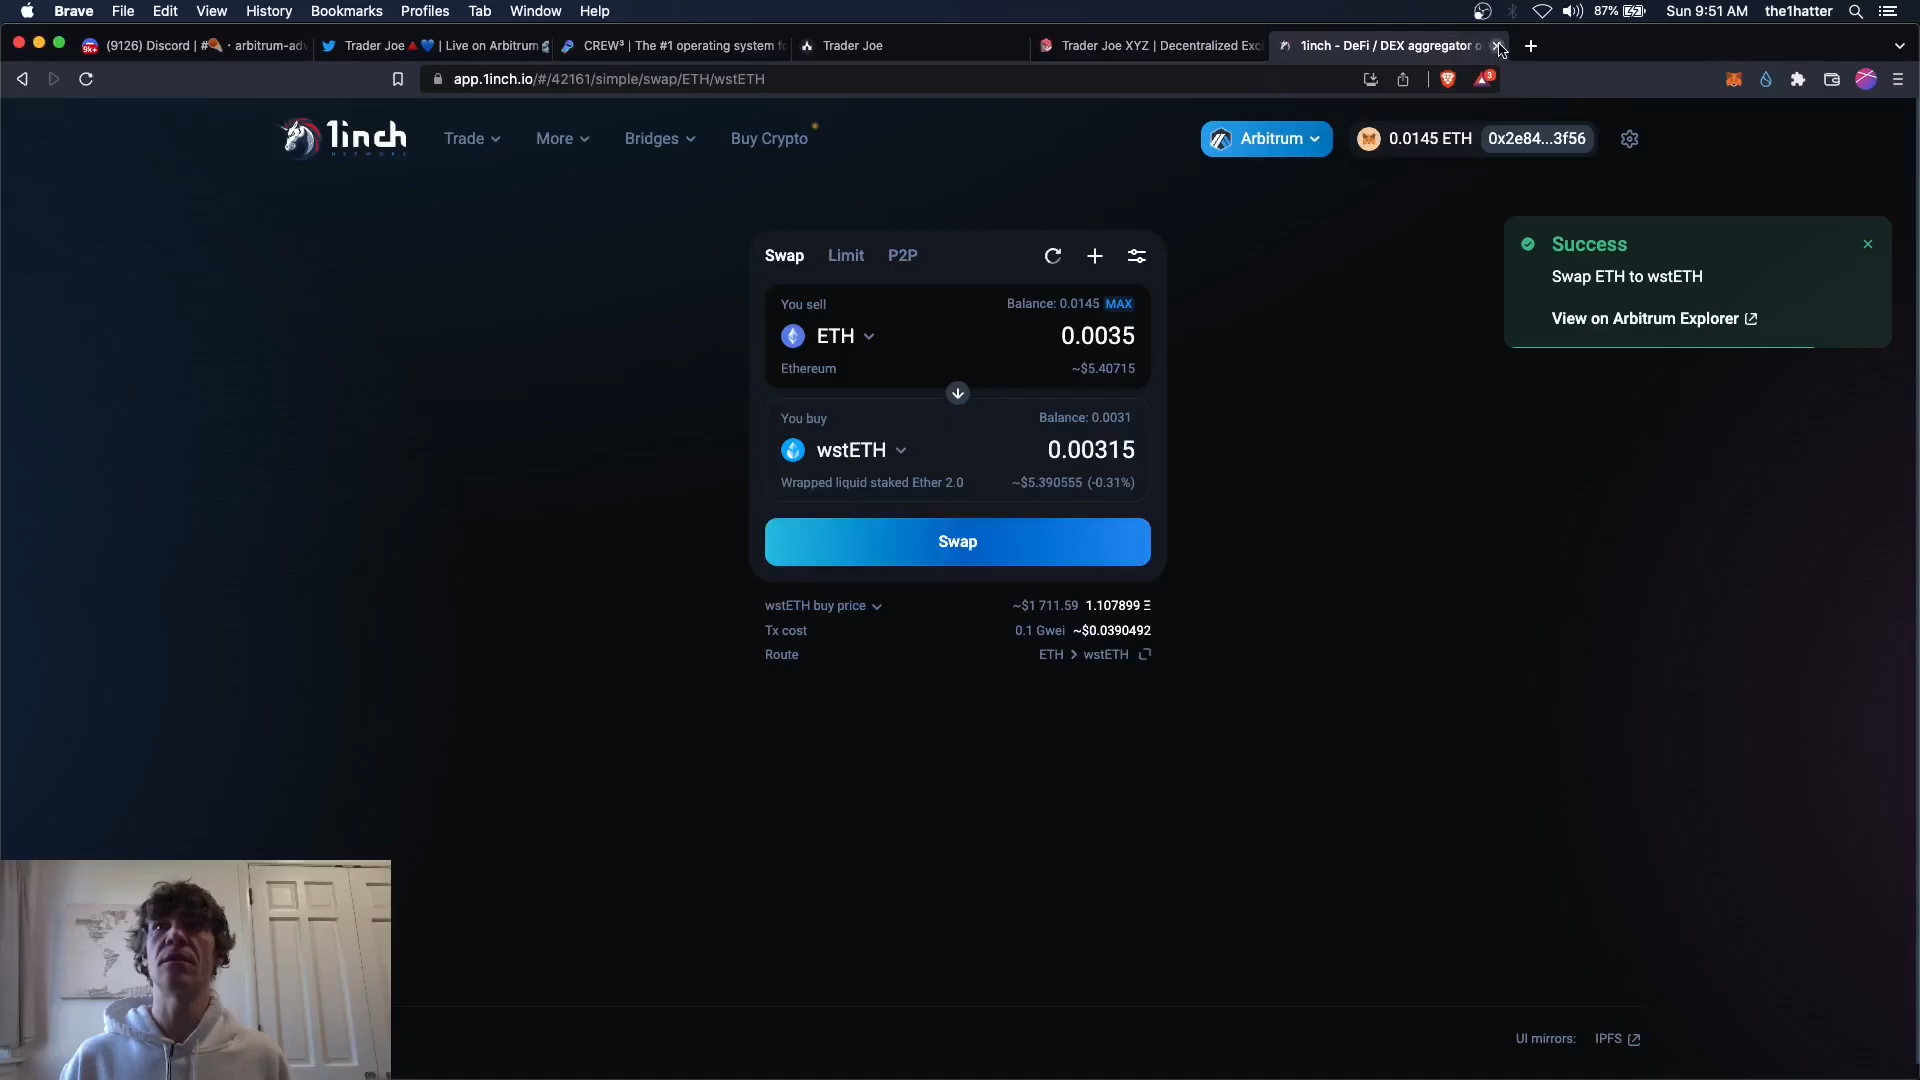 Brave File Edit View History Bookmarks Profiles Tab Window Help 87% Sun 9:51 AM the1hatter
9k+ (9126) Discord | # · arbitrum-adv
Trader Joe | Live on Arbitrum
CREW³ | The #1 operating system fo
Trader Joe
Trader Joe XYZ | Decentralized Exc
1inch - DeFi / DEX aggregator o
app.1inch.io/#/42161/simple/swap/ETH/wstETH 3
1inch
NETWORK
Trade More Bridges Buy Crypto
Arbitrum 0.0145 ETH 0x2e84...3f56
Swap Limit P2P
You sell Balance: 0.0145 MAX
ETH 0.0035
Ethereum ~$5.40715
You buy Balance: 0.0031
wstETH 0.00315
Wrapped liquid staked Ether 2.0 ~$5.390555 (-0.31%)
Swap
wstETH buy price ~$1 711.59 1.107899 Ξ
Tx cost 0.1 Gwei ~$0.0390492
Route ETH > wstETH
Success
Swap ETH to wstETH
View on Arbitrum Explorer
UI mirrors: IPFS